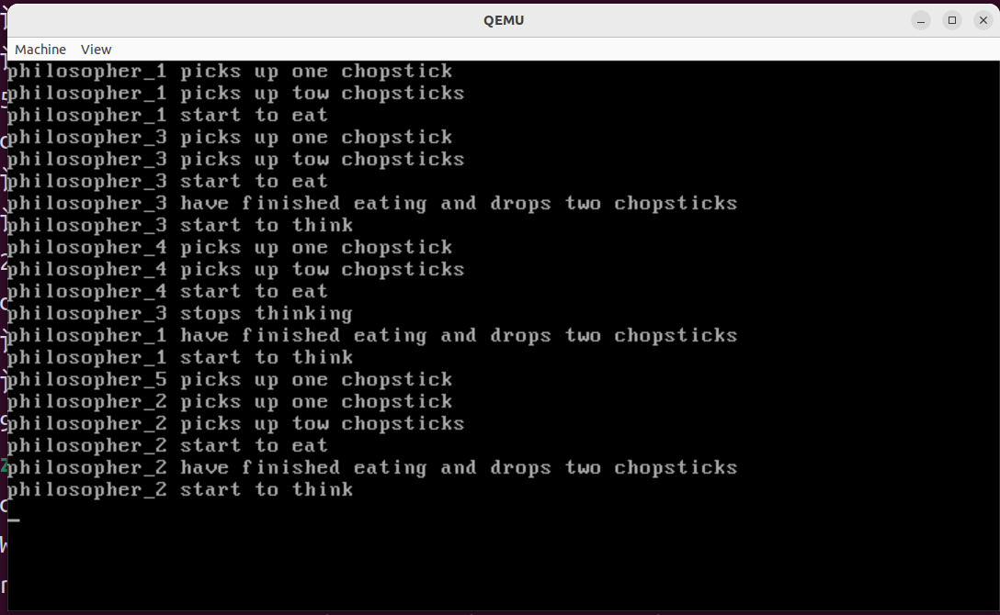 QEMU
Machine View
philosopher_1 picks up one chopstick
philosopher_1 picks up tow chopsticks
philosopher_1 start to eat
philosopher_3 picks up one chopstick
philosopher_3 picks up tow chopsticks
philosopher_3 start to eat
philosopher_3 have finished eating and drops two chopsticks
philosopher_3 start to think
philosopher_4 picks up one chopstick
philosopher_4 picks up tow chopsticks
philosopher_4 start to eat
philosopher_3 stops thinking
philosopher_1 have finished eating and drops two chopsticks
philosopher_1 start to think
philosopher_5 picks up one chopstick
philosopher_2 picks up one chopstick
philosopher_2 picks up tow chopsticks
philosopher_2 start to eat
philosopher_2 have finished eating and drops two chopsticks
philosopher_2 start to think